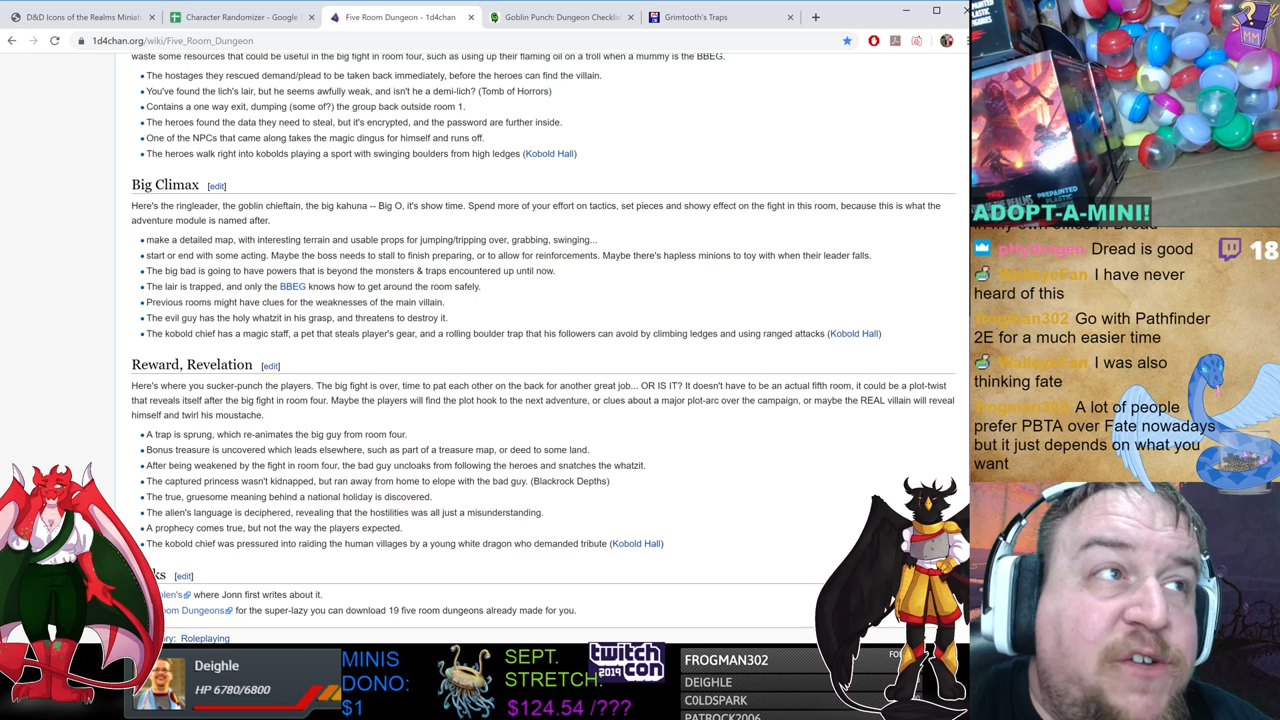 D&D Icons of the Realms Miniat
Character Randomizer - Google
Five Room Dungeon - 1d4chan
Goblin Punch: Dungeon Checklist
Grimtooth's Traps
1d4chan.org/wiki/Five_Room_Dungeon
waste some resources that could be useful in the big fight in room four, such as using up their flaming oil on a troll when a mummy is the BBEG.
The hostages they rescued demand/plead to be taken back immediately, before the heroes can find the villain.
You've found the lich's lair, but he seems awfully weak, and isn't he a demi-lich? (Tomb of Horrors)
Contains a one way exit, dumping (some of?) the group back outside room 1.
The heroes found the data they need to steal, but it's encrypted, and the password are further inside.
One of the NPCs that came along takes the magic dingus for himself and runs off.
The heroes walk right into kobolds playing a sport with swinging boulders from high ledges (Kobold Hall)
Big Climax [edit]
Here's the ringleader, the goblin chieftain, the big kahuna -- Big O, it's show time. Spend more of your effort on tactics, set pieces and showy effect on the fight in this room, because this is what the
adventure module is named after.
make a detailed map, with interesting terrain and usable props for jumping/tripping over, grabbing, swinging...
start or end with some acting. Maybe the boss needs to stall to finish preparing, or to allow for reinforcements. Maybe there's hapless minions to toy with when their leader falls.
The big bad is going to have powers that is beyond the monsters & traps encountered up until now.
The lair is trapped, and only the BBEG knows how to get around the room safely.
Previous rooms might have clues for the weaknesses of the main villain.
The evil guy has the holy whatzit in his grasp, and threatens to destroy it.
The kobold chief has a magic staff, a pet that steals player's gear, and a rolling boulder trap that his followers can avoid by climbing ledges and using ranged attacks (Kobold Hall)
Reward, Revelation [edit]
Here's where you sucker-punch the players. The big fight is over, time to pat each other on the back for another great job... OR IS IT? It doesn't have to be an actual fifth room, it could be a plot-twist
that reveals itself after the big fight in room four. Maybe the players will find the plot hook to the next adventure, or clues about a major plot-arc over the campaign, or maybe the REAL villain will reveal
himself and twirl his moustache.
A trap is sprung, which re-animates the big guy from room four.
Bonus treasure is uncovered which leads elsewhere, such as part of a treasure map, or deed to some land.
After being weakened by the fight in room four, the bad guy uncloaks from following the heroes and snatches the whatzit.
The captured princess wasn't kidnapped, but ran away from home to elope with the bad guy. (Blackrock Depths)
The true, gruesome meaning behind a national holiday is discovered.
The alien's language is deciphered, revealing that the hostilities was all just a misunderstanding.
A prophecy comes true, but not the way the players expected.
The kobold chief was pressured into raiding the human villages by a young white dragon who demanded tribute (Kobold Hall)
ks [edit]
len's where Jonn first writes about it.
om Dungeons for the super-lazy you can download 19 five room dungeons already made for you.
ry: Roleplaying
MM
PREPAINTED
PLASTIC
ADOPT-A-MINI!
in my own office in Dread
pHydrogen Dread is good
18
WalleyeFan I have never
heard of this
frogman302 Go with Pathfinder
2E for a much easier time
WalleyeFan I was also
thinking fate
frogman302 A lot of people
prefer PBTA over Fate nowadays
but it just depends on what you
want
Deighle
HP 6780/6800
MINIS
DONO:
$1
SEPT.
STRETCH:
$124.54 /???
twitch
con
2019
FROGMAN302
FO
DEIGHLE
C0LDSPARK
PATROCK2006